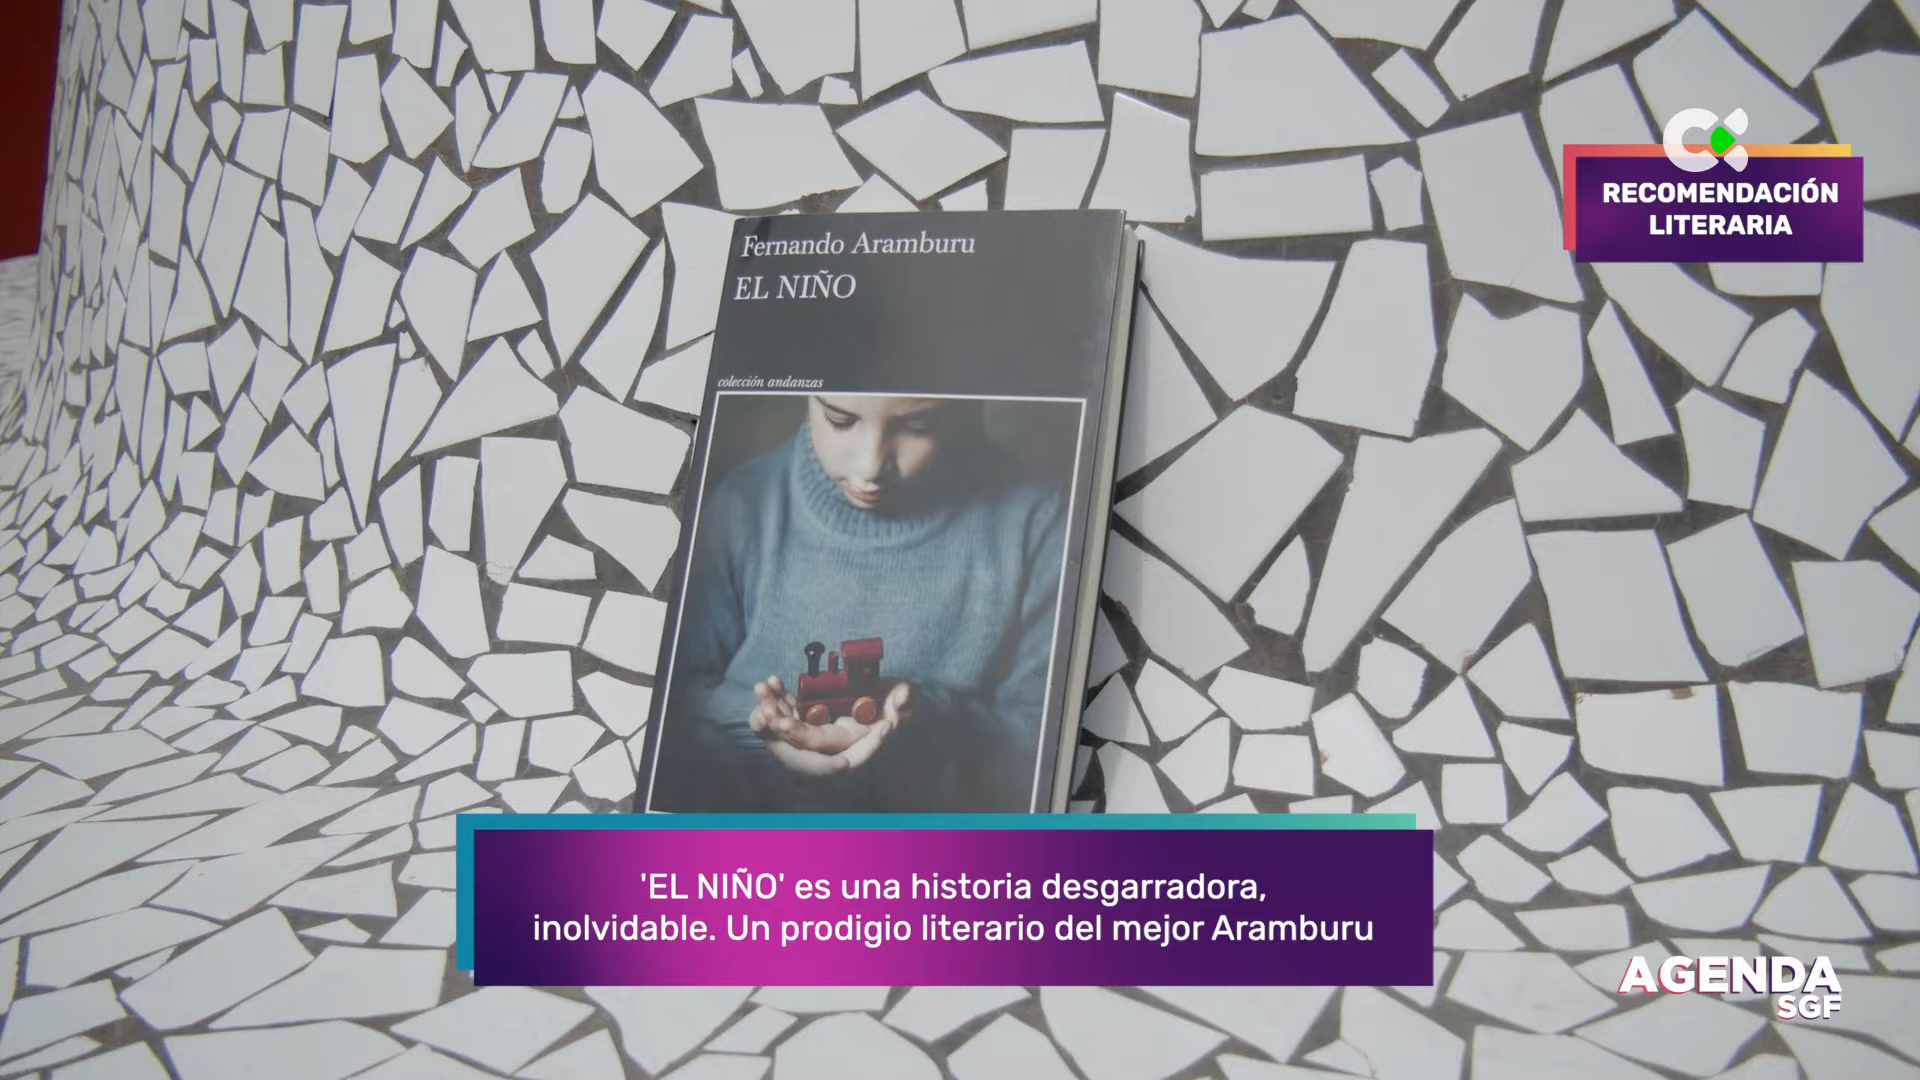 RECOMENDACIÓN
LITERARIA
Fernando Aramburu
EL NIÑO
colección andanzas
'EL NIÑO' es una historia desgarradora,
inolvidable. Un prodigio literario del mejor Aramburu
AGENDA
SGF